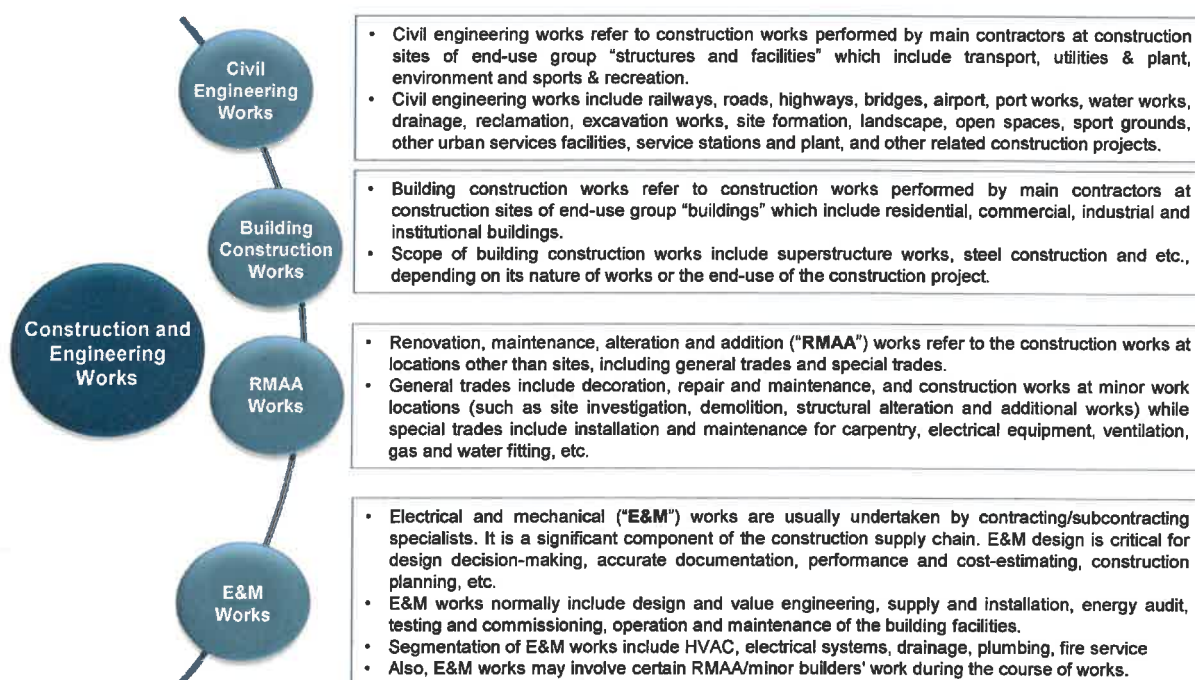 Construction and
Engineering
Works
Civil
Engineering
Works
• Civil engineering works refer to construction works performed by main contractors at construction
sites of end-use group "structures and facilities" which include transport, utilities & plant,
environment and sports & recreation.
• Civil engineering works include railways, roads, highways, bridges, airport, port works, water works,
drainage, reclamation, excavation works, site formation, landscape, open spaces, sport grounds,
other urban services facilities, service stations and plant, and other related construction projects.
Building
Construction
Works
• Building construction works refer to construction works performed by main contractors at
construction sites of end-use group "buildings" which include residential, commercial, industrial and
institutional buildings.
• Scope of building construction works include superstructure works, steel construction and etc.,
depending on its nature of works or the end-use of the construction project.
RMAA
Works
• Renovation, maintenance, alteration and addition ("RMAA") works refer to the construction works at
locations other than sites, including general trades and special trades.
• General trades include decoration, repair and maintenance, and construction works at minor work
locations (such as site investigation, demolition, structural alteration and additional works) while
special trades include installation and maintenance for carpentry, electrical equipment, ventilation,
gas and water fitting, etc.
E&M
Works
• Electrical and mechanical ("E&M") works are usually undertaken by contracting/subcontracting
specialists. It is a significant component of the construction supply chain. E&M design is critical for
design decision-making, accurate documentation, performance and cost-estimating, construction
planning, etc.
• E&M works normally include design and value engineering, supply and installation, energy audit,
testing and commissioning, operation and maintenance of the building facilities.
• Segmentation of E&M works include HVAC, electrical systems, drainage, plumbing, fire service
• Also, E&M works may involve certain RMAA/minor builders' work during the course of works.